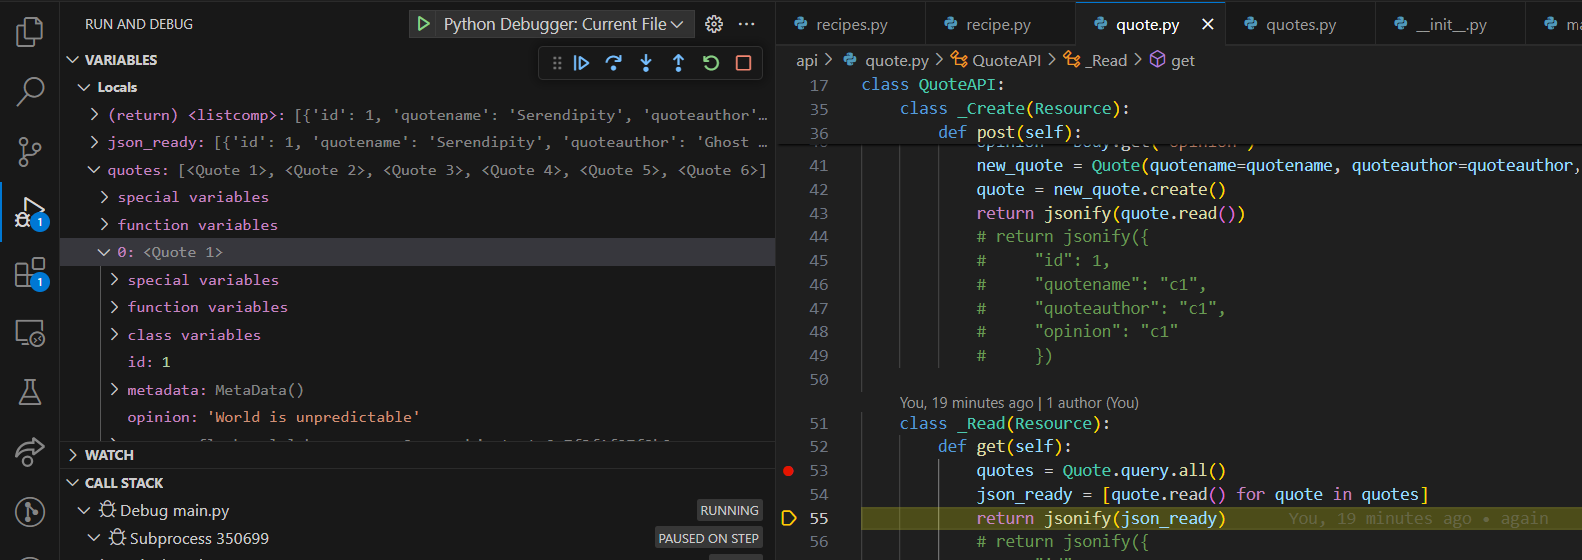 RUN AND DEBUG
Python Debugger: Current File
VARIABLES
Locals
(return) <listcomp>: [{'id': 1, 'quotename': 'Serendipity', 'quoteauthor'...
json_ready: [{'id': 1, 'quotename': 'Serendipity', 'quoteauthor': 'Ghost ...
quotes: [<Quote 1>, <Quote 2>, <Quote 3>, <Quote 4>, <Quote 5>, <Quote 6>]
special variables
function variables
0: <Quote 1>
special variables
function variables
class variables
id: 1
metadata: MetaData()
opinion: 'World is unpredictable'
WATCH
CALL STACK
Debug main.py RUNNING
Subprocess 350699 PAUSED ON STEP
1
1
recipes.py recipe.py quote.py quotes.py __init__.py
api > quote.py > QuoteAPI > _Read > get
17 class QuoteAPI:
35 class _Create(Resource):
36 def post(self):
41 new_quote = Quote(quotename=quotename, quoteauthor=quoteauthor,
42 quote = new_quote.create()
43 return jsonify(quote.read())
44 # return jsonify({
45 # "id": 1,
46 # "quotename": "c1",
47 # "quoteauthor": "c1",
48 # "opinion": "c1"
49 # })
50
You, 19 minutes ago | 1 author (You)
51 class _Read(Resource):
52 def get(self):
53 quotes = Quote.query.all()
54 json_ready = [quote.read() for quote in quotes]
55 return jsonify(json_ready) You, 19 minutes ago • again
56 # return jsonify({